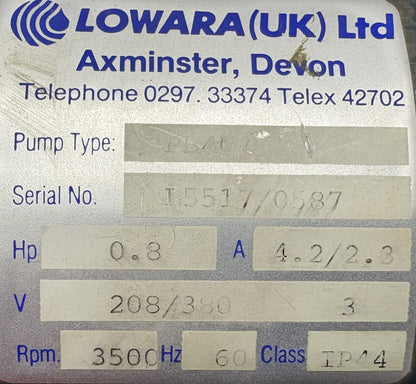 LOWARA (UK) Ltd
Axminster, Devon
Telephone 0297. 33374 Telex 42702
Pump Type:
Serial No. I5517/0587
Hp 0.8 A 4.2/2.3
V 208/380 3
Rpm. 3500 Hz 60 Class IP44